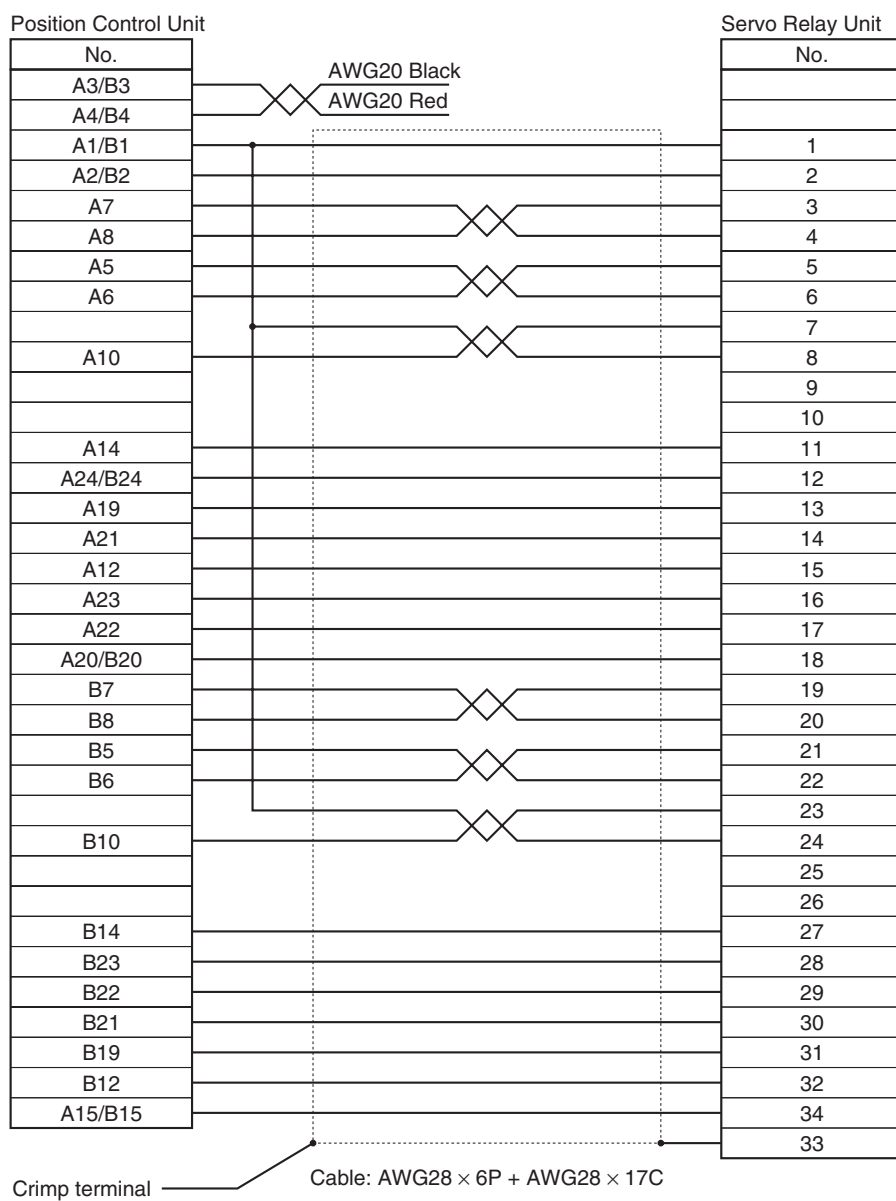 Position Control Unit Servo Relay Unit
No. No.
A3/B3 AWG20 Black
A4/B4 AWG20 Red
A1/B1 1
A2/B2 2
A7 3
A8 4
A5 5
A6 6
7
A10 8
9
10
A14 11
A24/B24 12
A19 13
A21 14
A12 15
A23 16
A22 17
A20/B20 18
B7 19
B8 20
B5 21
B6 22
23
B10 24
25
26
B14 27
B23 28
B22 29
B21 30
B19 31
B12 32
A15/B15 34
33
Crimp terminal Cable: AWG28 × 6P + AWG28 × 17C